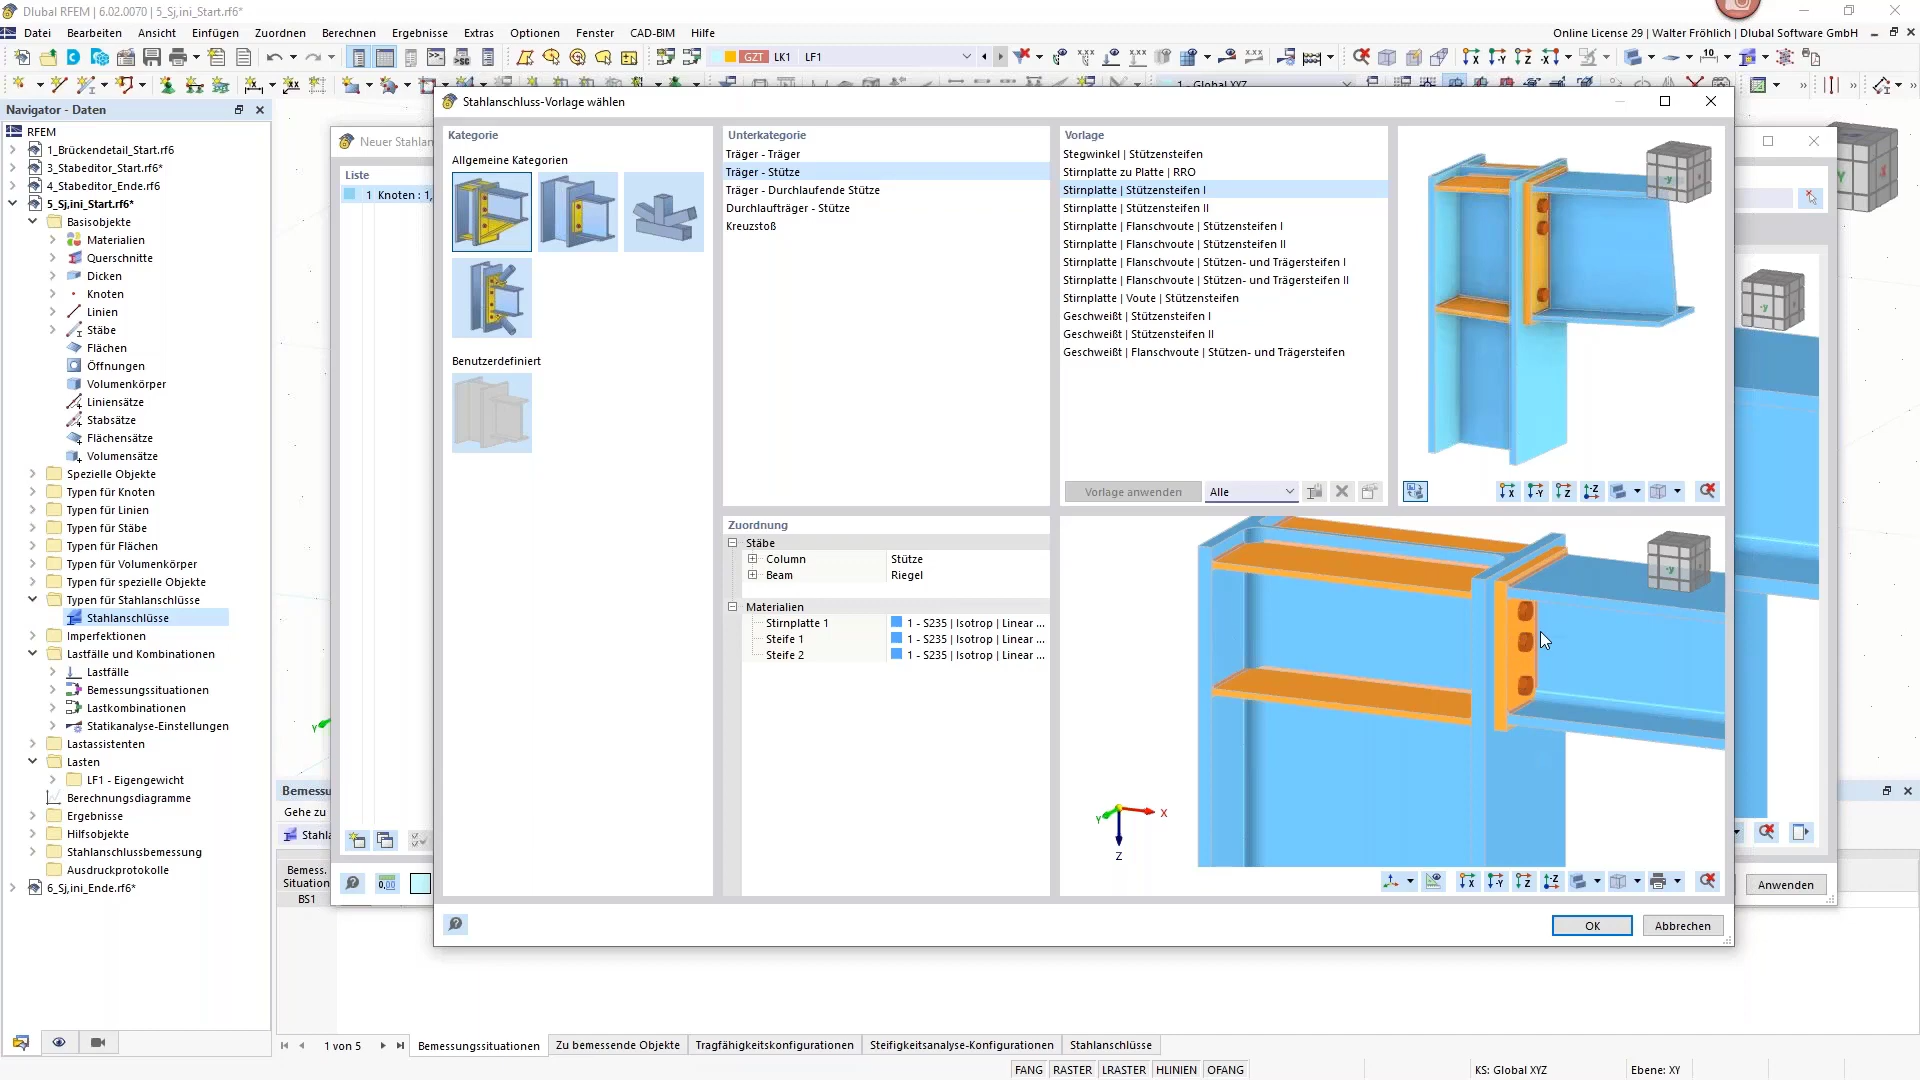 Dlubal RFEM | 6.02.0070 | 5_Sj,ini_Start.rf6*
Datei Bearbeiten Ansicht Einfügen Zuordnen Berechnen Ergebnisse Extras Optionen Fenster CAD-BIM Hilfe
Online License 29 | Walter Fröhlich | Dlubal Software GmbH
GZT LK1 LF1
1 - Global XYZ
Navigator - Daten
RFEM
1_Brückendetail_Start.rf6
3_Stabeditor_Start.rf6*
4_Stabeditor_Ende.rf6
5_Sj,ini_Start.rf6*
Basisobjekte
Materialien
Querschnitte
Dicken
Knoten
Linien
Stäbe
Flächen
Öffnungen
Volumenkörper
Liniensätze
Stabsätze
Flächensätze
Volumensätze
Spezielle Objekte
Typen für Knoten
Typen für Linien
Typen für Stäbe
Typen für Flächen
Typen für Volumenkörper
Typen für spezielle Objekte
Typen für Stahlanschlüsse
Stahlanschlüsse
Imperfektionen
Lastfälle und Kombinationen
Lastfälle
Bemessungssituationen
Lastkombinationen
Statikanalyse-Einstellungen
Lastassistenten
Lasten
LF1 - Eigengewicht
Berechnungsdiagramme
Ergebnisse
Hilfsobjekte
Stahlanschlussbemessung
Ausdruckprotokolle
6_Sj,ini_Ende.rf6*
Neuer Stahlan
Liste
1 Knoten : 1,
Bemessu
Gehe zu
Stahla
Bemess.
Situation
BS1
Anwenden
Stahlanschluss-Vorlage wählen
Kategorie
Allgemeine Kategorien
Benutzerdefiniert
Unterkategorie
Träger - Träger
Träger - Stütze
Träger - Durchlaufende Stütze
Durchlaufträger - Stütze
Kreuzstoß
Vorlage
Stegwinkel | Stützensteifen
Stirnplatte zu Platte | RRO
Stirnplatte | Stützensteifen I
Stirnplatte | Stützensteifen II
Stirnplatte | Flanschvoute | Stützensteifen I
Stirnplatte | Flanschvoute | Stützensteifen II
Stirnplatte | Flanschvoute | Stützen- und Trägersteifen I
Stirnplatte | Flanschvoute | Stützen- und Trägersteifen II
Stirnplatte | Voute | Stützensteifen
Geschweißt | Stützensteifen I
Geschweißt | Stützensteifen II
Geschweißt | Flanschvoute | Stützen- und Trägersteifen
Vorlage anwenden Alle
Zuordnung
Stäbe
Column Stütze
Beam Riegel
Materialien
Stirnplatte 1 1 - S235 | Isotrop | Linear ...
Steife 1 1 - S235 | Isotrop | Linear ...
Steife 2 1 - S235 | Isotrop | Linear ...
X
Y
Z
OK Abbrechen
1 von 5 Bemessungssituationen Zu bemessende Objekte Tragfähigkeitskonfigurationen Steifigkeitsanalyse-Konfigurationen Stahlanschlüsse
FANG RASTER LRASTER HLINIEN OFANG KS: Global XYZ Ebene: XY